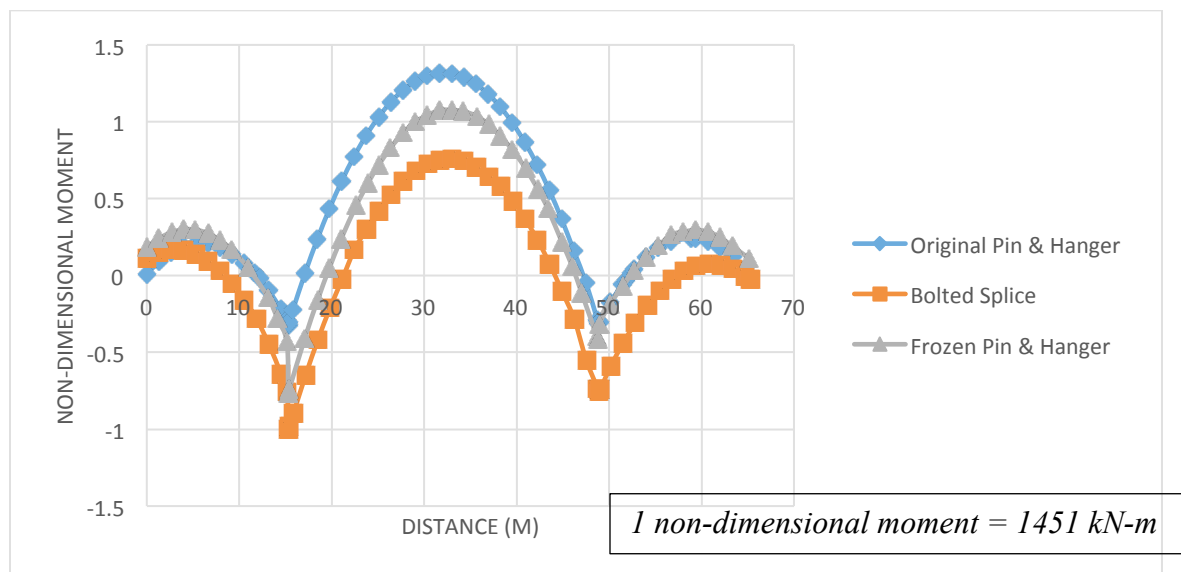 1.5
1
0.5
0
-0.5
-1
-1.5
0 10 20 30 40 50 60 70
NON-DIMENSIONAL MOMENT
DISTANCE (M)
Original Pin & Hanger
Bolted Splice
Frozen Pin & Hanger
1 non-dimensional moment = 1451 kN-m